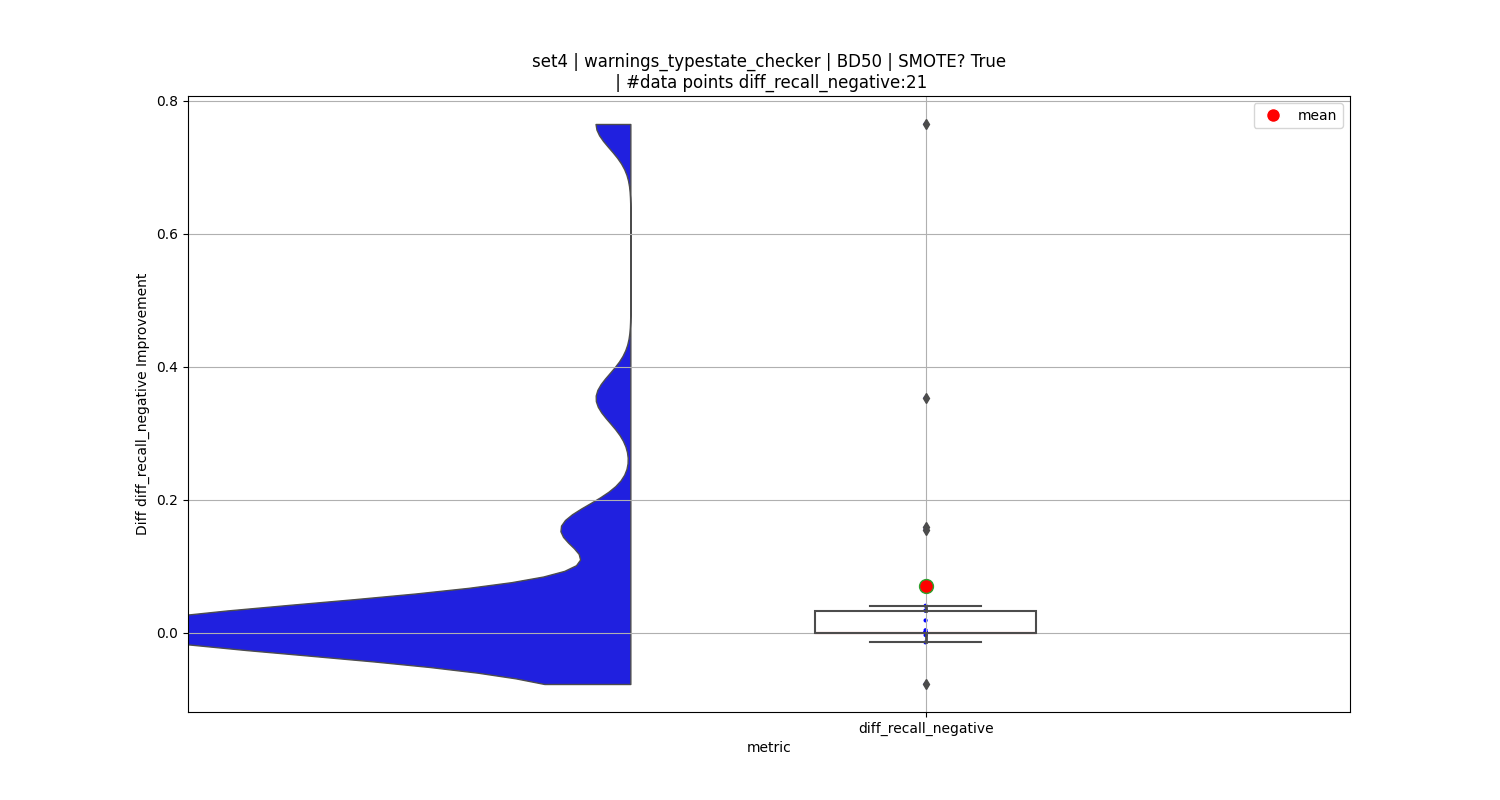 set4 | warnings_typestate_checker | BD50 | SMOTE? True
| #data points diff_recall_negative:21
mean
0.8
0.6
0.4
0.2
0.0
Diff diff_recall_negative Improvement
diff_recall_negative
metric